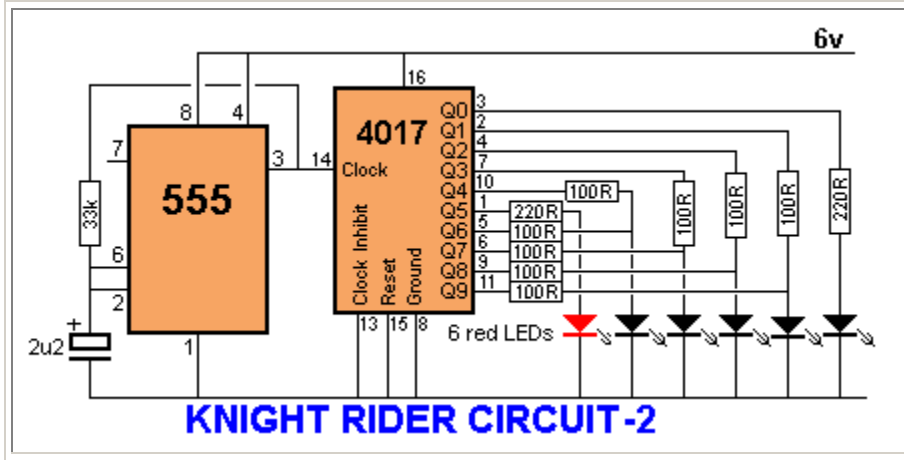 6v
16
8
4
7
555
3
14
4017
Clock
Clock Inhibit
Reset
Ground
Q0
Q1
Q2
Q3
Q4
Q5
Q6
Q7
Q8
Q9
3
2
4
7
10
1
5
6
9
11
100R
220R
100R
100R
100R
100R
100R
100R
100R
220R
33k
6
2
+
2u2
1
13
15
8
6 red LEDs
KNIGHT RIDER CIRCUIT-2